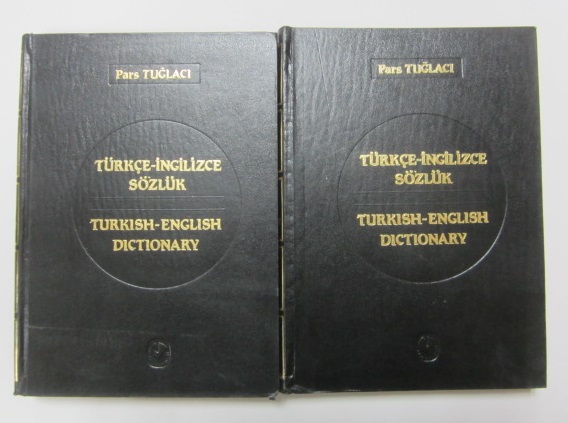 Pars TUĞLACI
TÜRKÇE-İNGİLİZCE
SÖZLÜK
TURKISH-ENGLISH
DICTIONARY
Pars TUĞLACI
TÜRKÇE-İNGİLİZCE
SÖZLÜK
TURKISH-ENGLISH
DICTIONARY